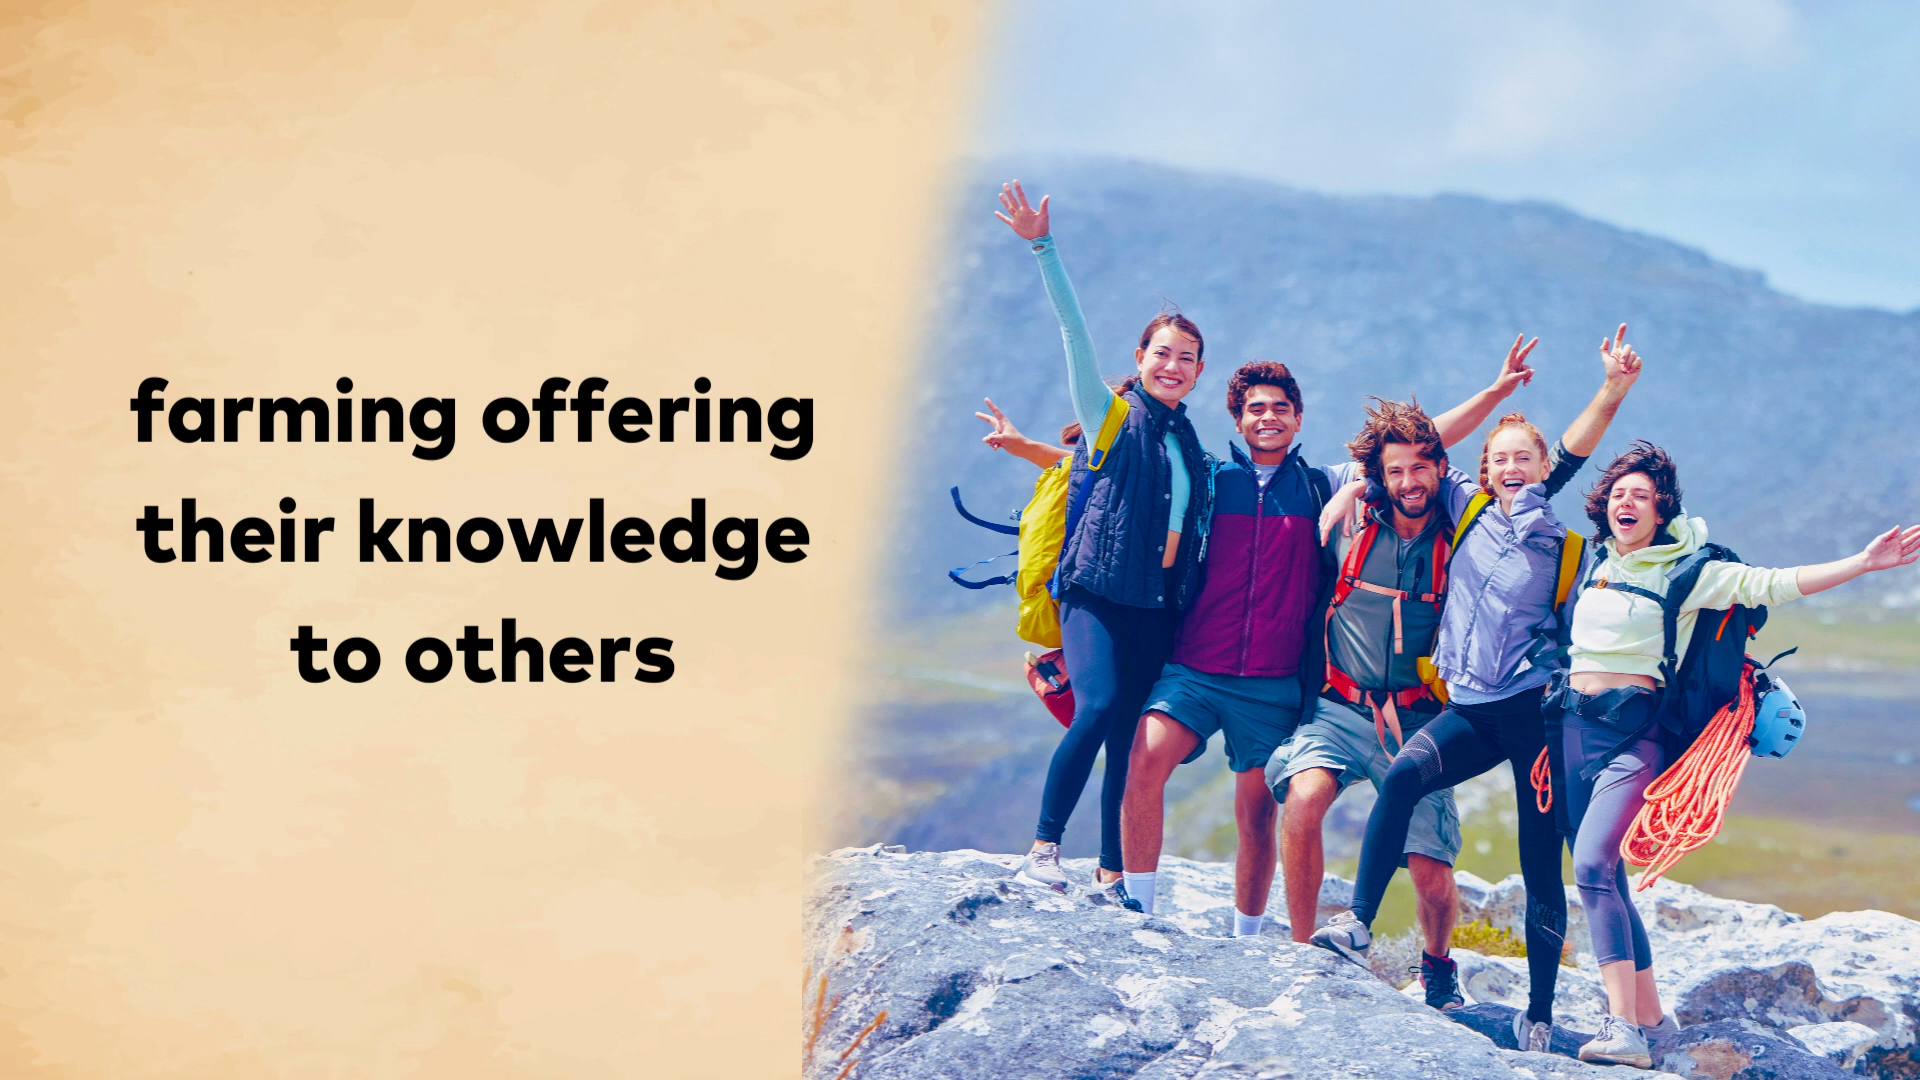 farming offering
their knowledge
to others